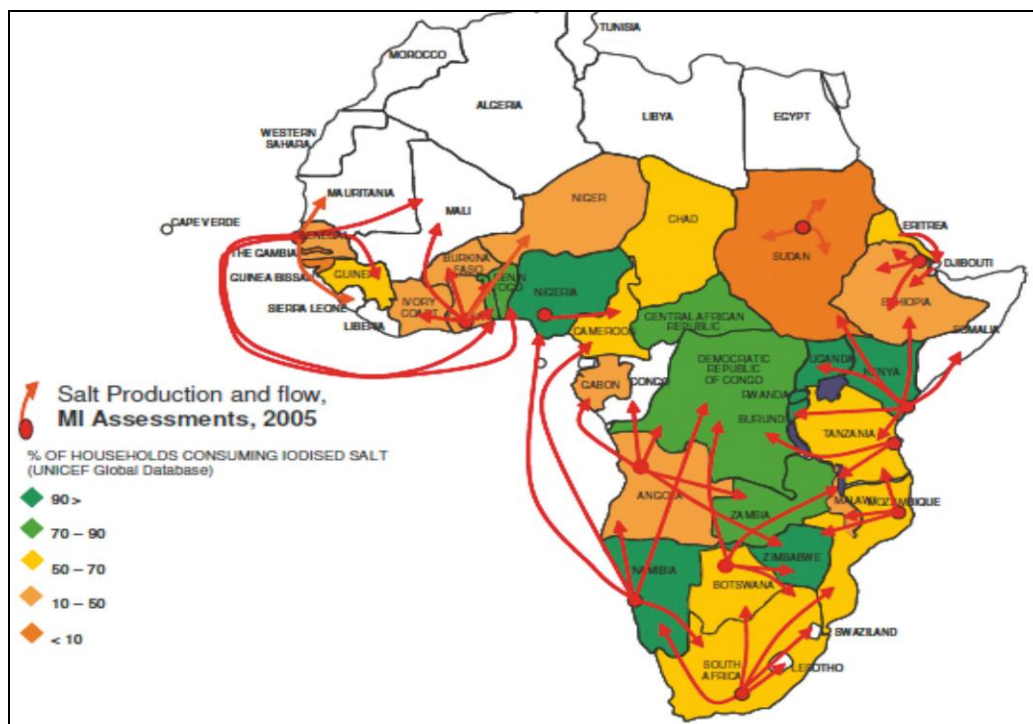 TUNISIA
MOROCCO
ALGERIA
LIBYA
EGYPT
WESTERN
SAHARA
MAURITANIA
MALI
NIGER
CHAD
SUDAN
ERITREA
CAPE VERDE
SENEGAL
THE GAMBIA
GUINEA BISSAU
GUINEA
SIERRA LEONE
LIBERIA
IVORY
COAST
BURKINA
FASO
BENIN
TOGO
NIGERIA
CAMEROON
CENTRAL AFRICAN
REPUBLIC
DJIBOUTI
ETHIOPIA
SOMALIA
UGANDA
KENYA
GABON
CONGO
DEMOCRATIC
REPUBLIC
OF CONGO
RWANDA
BURUNDI
TANZANIA
ANGOLA
ZAMBIA
MALAWI
MOZAMBIQUE
NAMIBIA
ZIMBABWE
BOTSWANA
SWAZILAND
SOUTH
AFRICA
LESOTHO
Salt Production and flow,
MI Assessments, 2005
% OF HOUSEHOLDS CONSUMING IODISED SALT
(UNICEF Global Database)
90 >
70 – 90
50 – 70
10 – 50
< 10